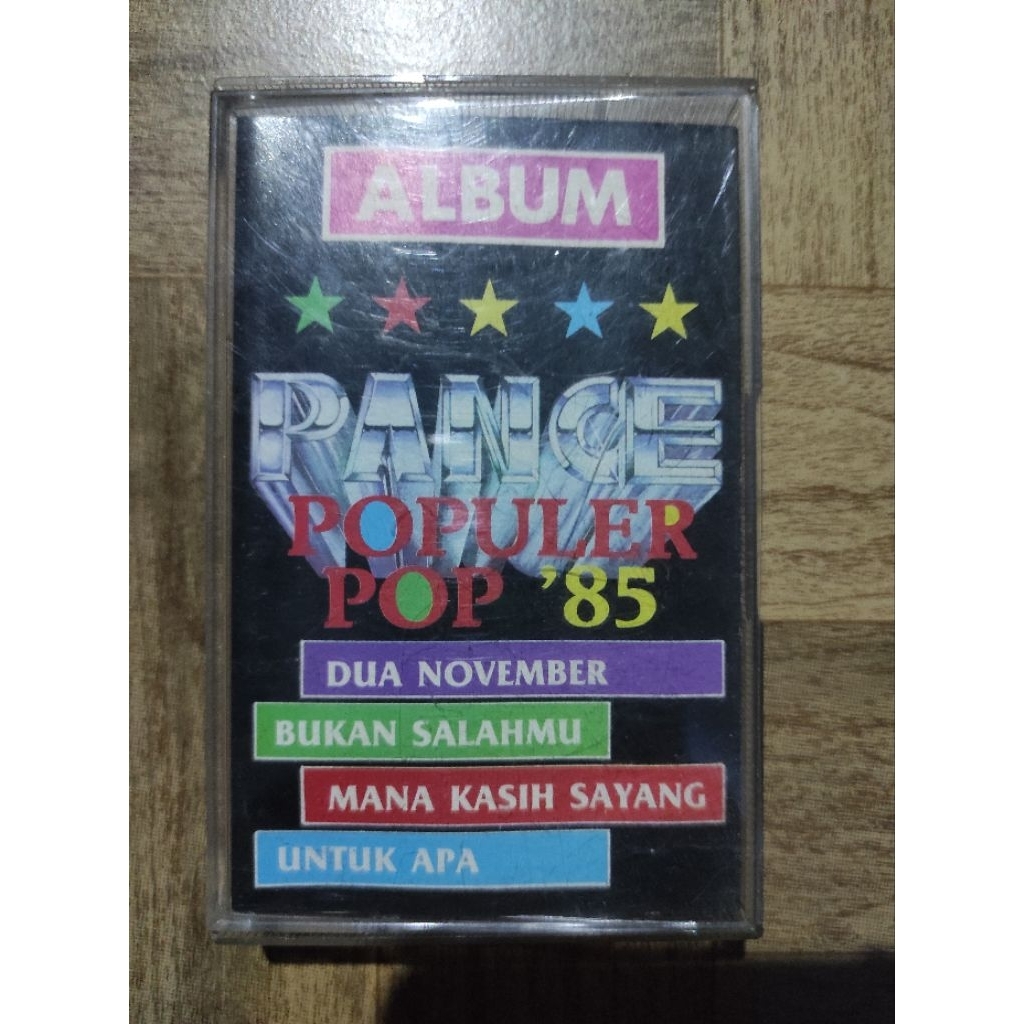 ALBUM
PANCE
POPULER
POP '85
DUA NOVEMBER
BUKAN SALAHMU
MANA KASIH SAYANG
UNTUK APA